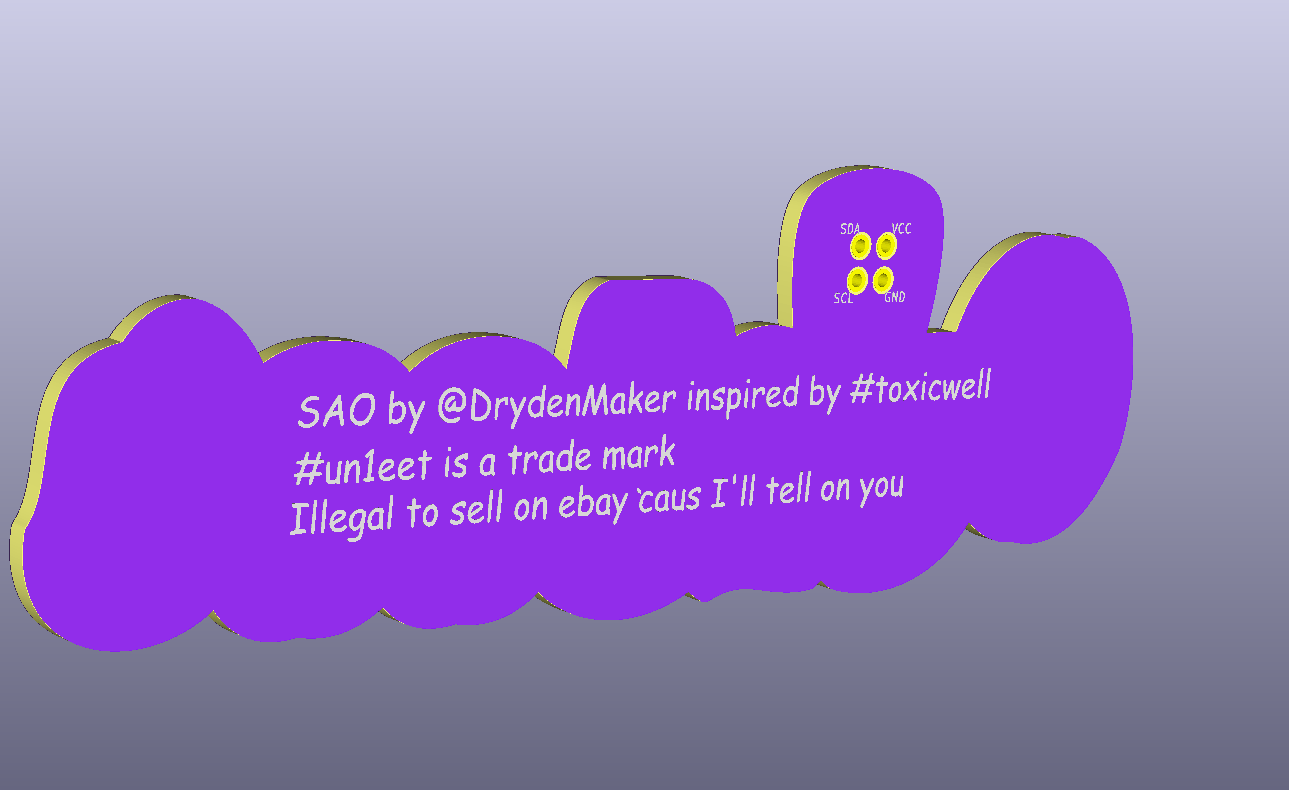 SDA VCC
SCL GND
SAO by @DrydenMaker inspired by #toxicwell
#un1eet is a trade mark
Illegal to sell on ebay `caus I'll tell on you